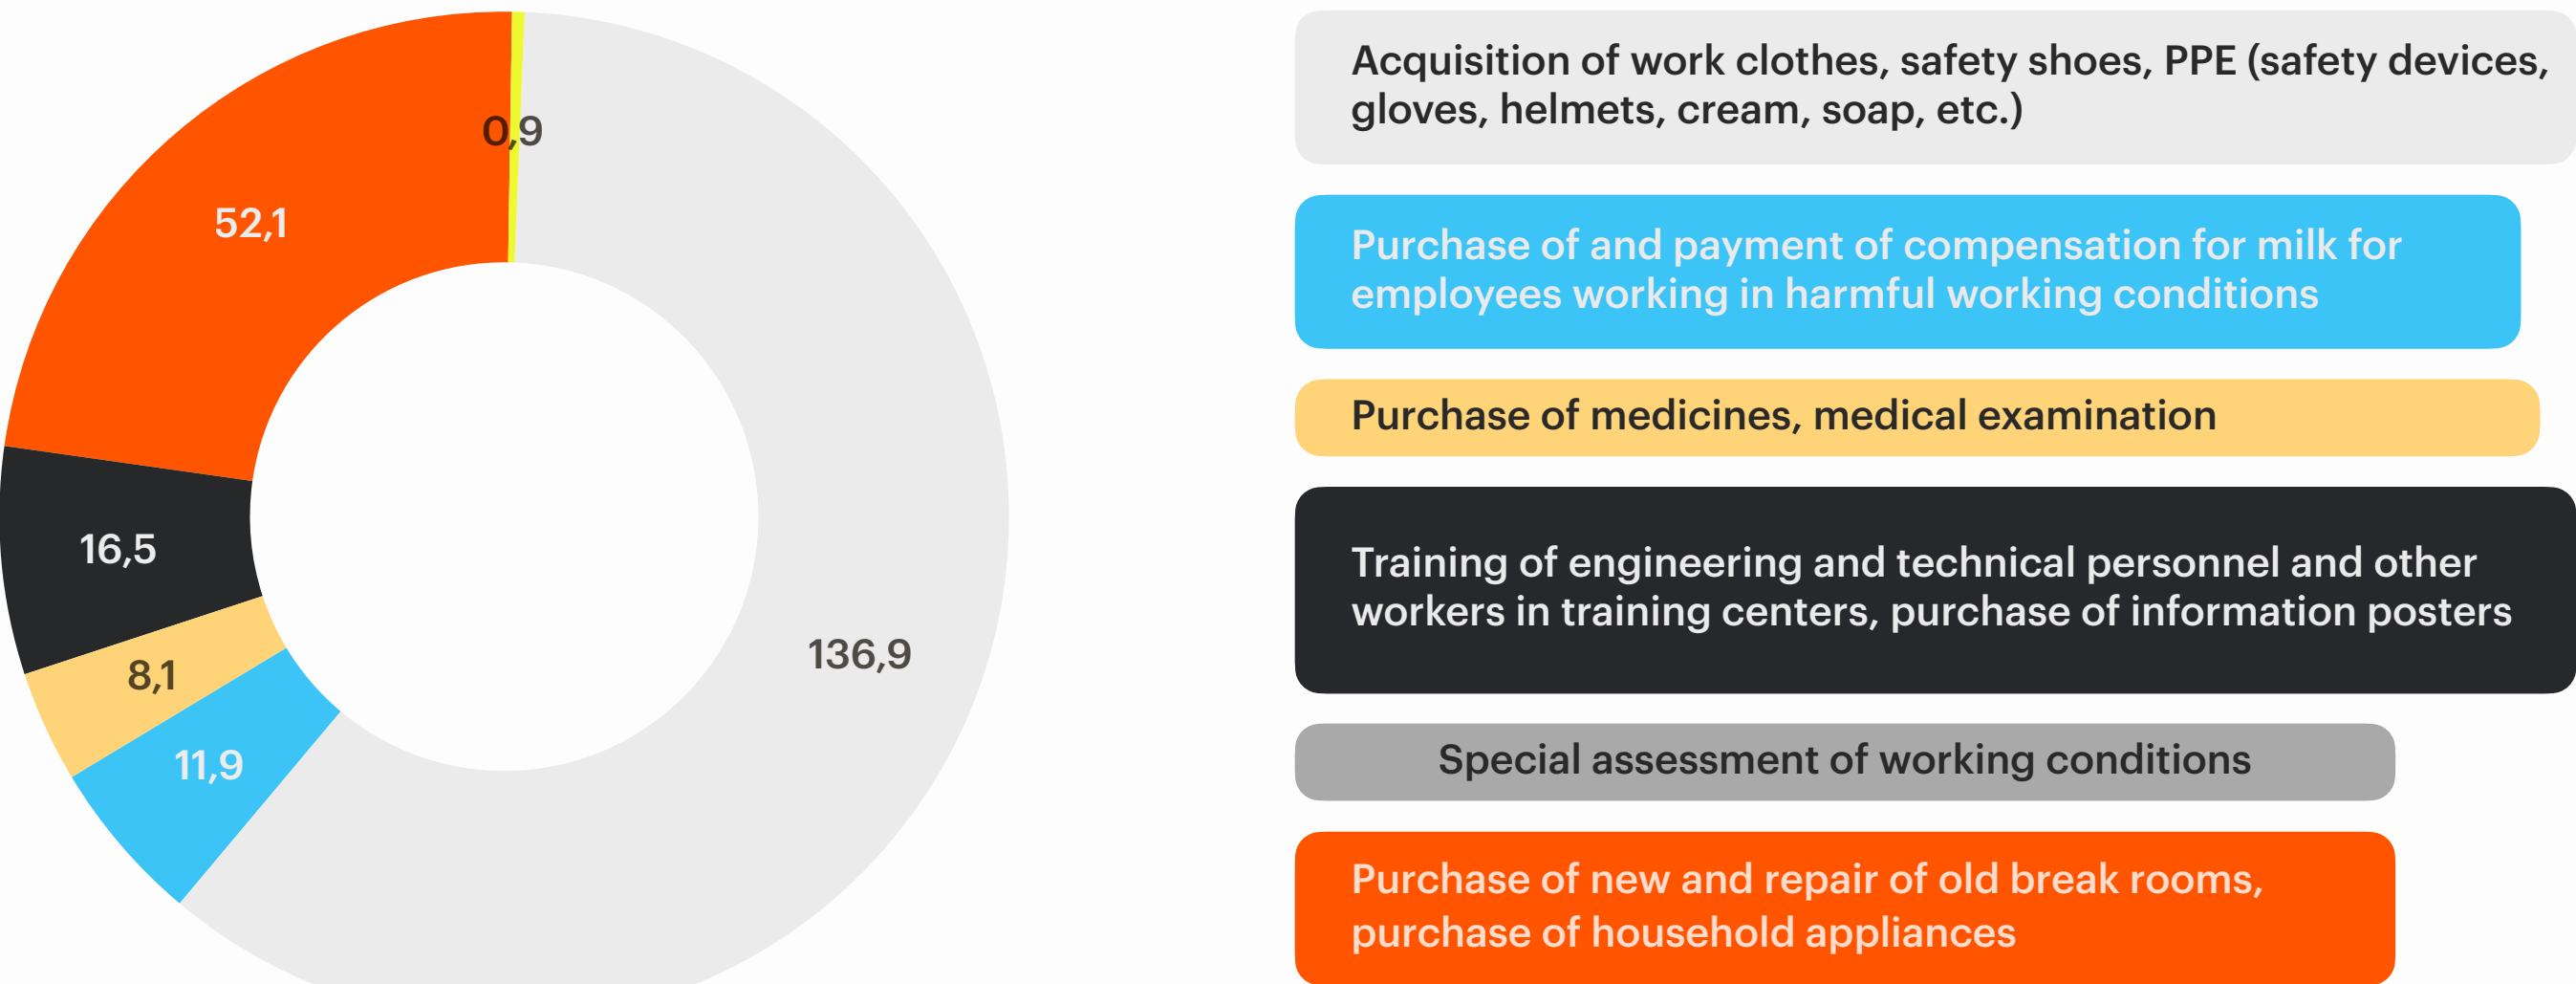 0,9
52,1
16,5
8,1
11,9
136,9
Acquisition of work clothes, safety shoes, PPE (safety devices,
gloves, helmets, cream, soap, etc.)
Purchase of and payment of compensation for milk for
employees working in harmful working conditions
Purchase of medicines, medical examination
Training of engineering and technical personnel and other
workers in training centers, purchase of information posters
Special assessment of working conditions
Purchase of new and repair of old break rooms,
purchase of household appliances